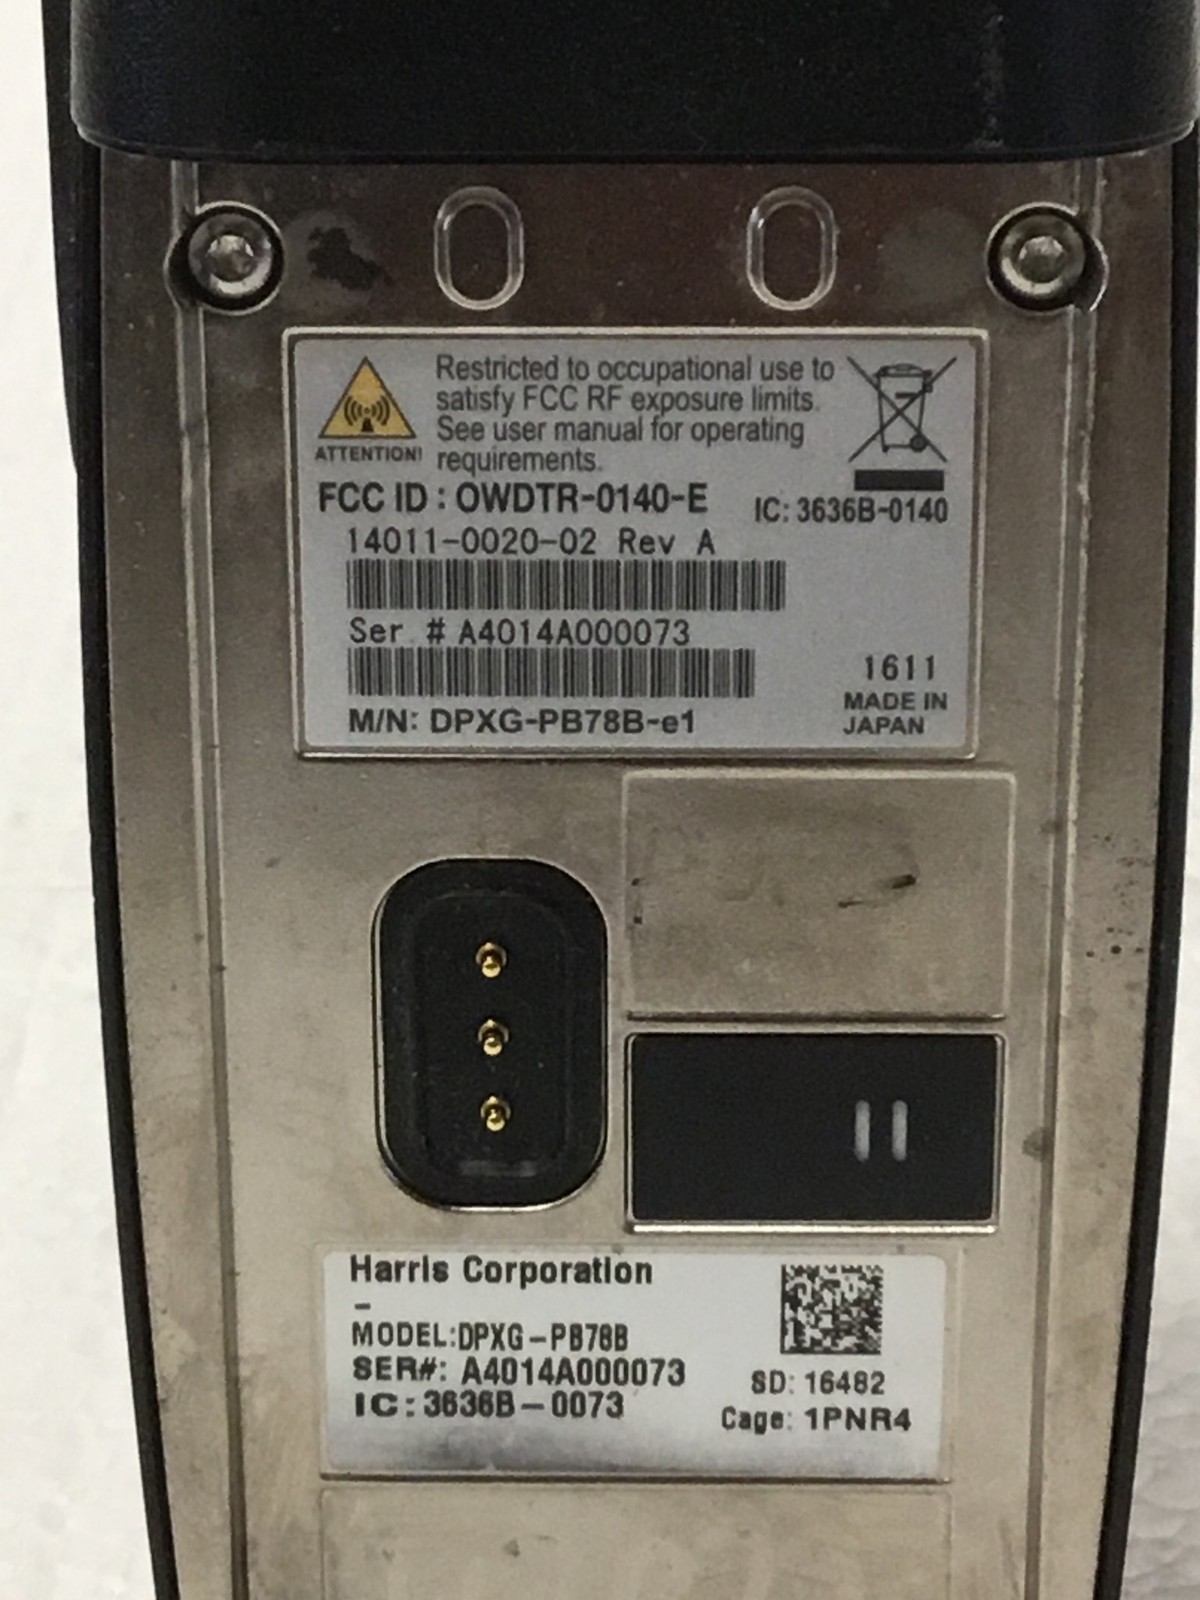 Restricted to occupational use to
satisfy FCC RF exposure limits.
See user manual for operating
requirements.
ATTENTION!
FCC ID : OWDTR-0140-E
IC: 3636B-0140
14011-0020-02 Rev A
Ser # A4014A000073
1611
MADE IN
JAPAN
M/N: DPXG-PB78B-e1
Harris Corporation
-
MODEL:DPXG-PB78B
SER#: A4014A000073
IC: 3636B-0073
SD: 16482
Cage: 1PNR4